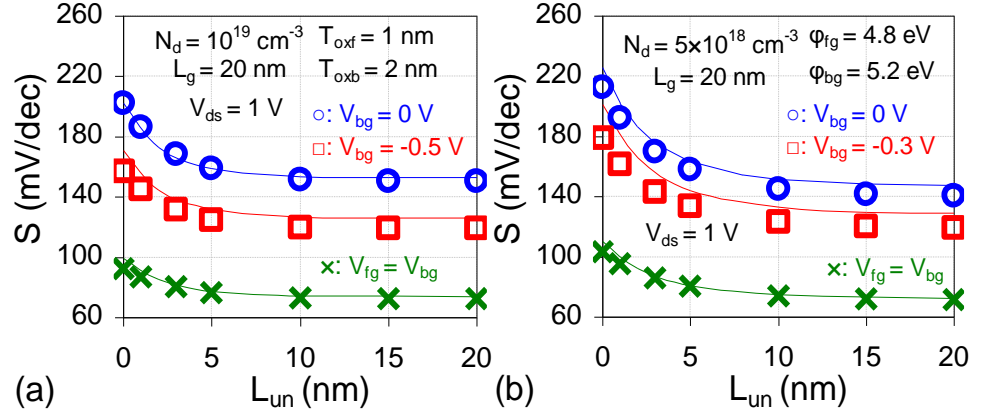 260
220
180
140
100
60
S (mV/dec)
N_d = 10^19 cm^-3
T_oxf = 1 nm
L_g = 20 nm
T_oxb = 2 nm
V_ds = 1 V
○: V_bg = 0 V
□: V_bg = -0.5 V
×: V_fg = V_bg
0 5 10 15 20
L_un (nm)
(a)
260
220
180
140
100
60
S (mV/dec)
N_d = 5×10^18 cm^-3
φ_fg = 4.8 eV
L_g = 20 nm
φ_bg = 5.2 eV
○: V_bg = 0 V
□: V_bg = -0.3 V
V_ds = 1 V
×: V_fg = V_bg
0 5 10 15 20
L_un (nm)
(b)